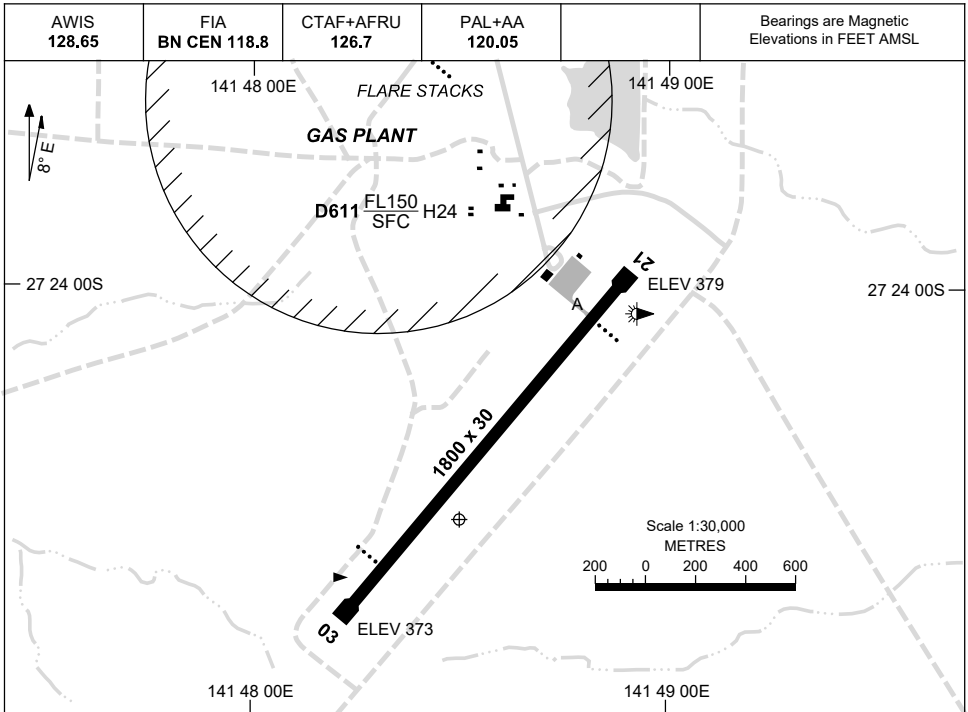 AWIS
128.65
FIA
BN CEN 118.8
CTAF+AFRU
126.7
PAL+AA
120.05
Bearings are Magnetic
Elevations in FEET AMSL
141 48 00E
141 49 00E
FLARE STACKS
GAS PLANT
8° E
D611 FL150
SFC
H24
21
27 24 00S
ELEV 379
27 24 00S
A
1800 x 30
Scale 1:30,000
METRES
200 0 200 400 600
03
ELEV 373
141 48 00E
141 49 00E